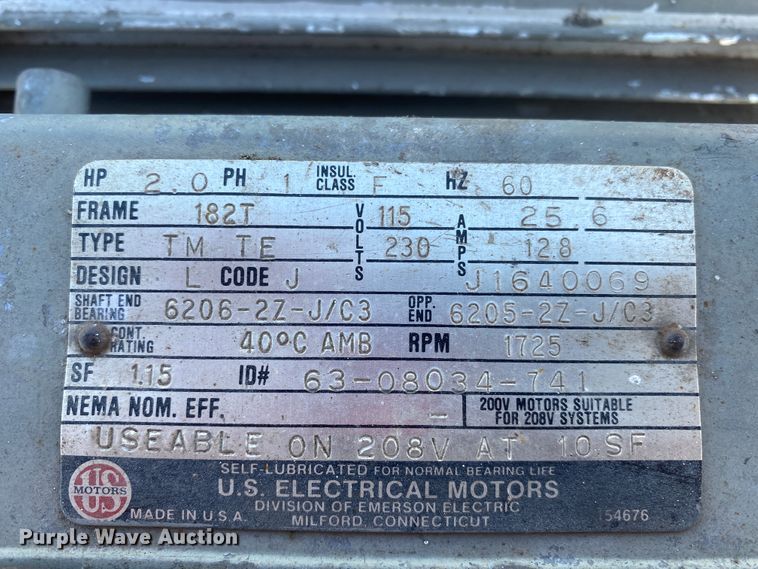 HP 2.0 PH 1 INSUL. CLASS F HZ 60
FRAME 182T VOLTS 115 AMPS 25 6
TYPE TM TE 230 12.8
DESIGN L CODE J J1640069
SHAFT END BEARING 6206-2Z-J/C3 OPP. END 6205-2Z-J/C3
CONT. RATING 40°C AMB RPM 1725
SF 1.15 ID# 63-08034-741
NEMA NOM. EFF. - 200V MOTORS SUITABLE FOR 208V SYSTEMS
USEABLE ON 208V AT 1.0 SF
SELF-LUBRICATED FOR NORMAL BEARING LIFE
US MOTORS
U.S. ELECTRICAL MOTORS
DIVISION OF EMERSON ELECTRIC
MADE IN U.S.A. MILFORD, CONNECTICUT 154676
Purple Wave Auction